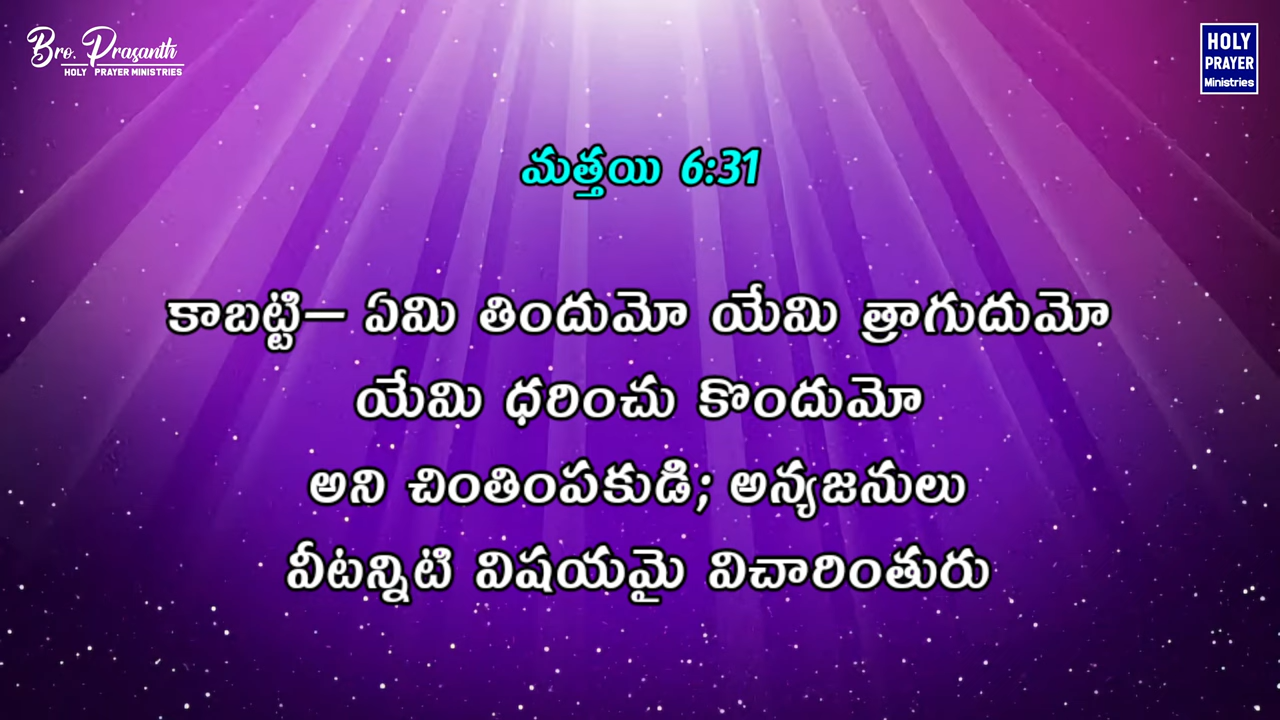 Bro. Prasanth
HOLY PRAYER MINISTRIES
HOLY
PRAYER
Ministries
మత్తయి 6:31
కాబట్టి– ఏమి తిందుమో యేమి త్రాగుదుమో
యేమి ధరించు కొందుమో
అని చింతింపకుడి; అన్యజనులు
వీటన్నిటి విషయమై విచారింతురు